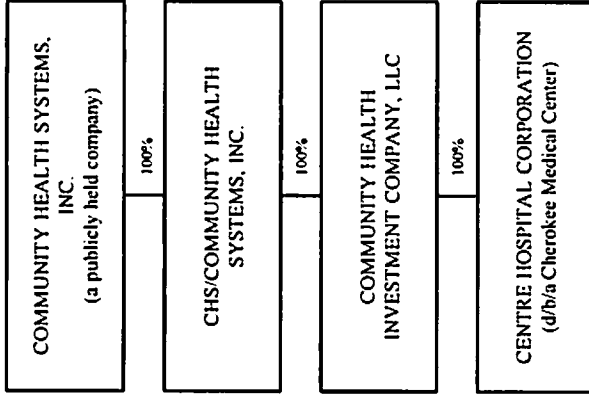 COMMUNITY HEALTH SYSTEMS,
INC.
(a publicly held company)
100%
CHS/COMMUNITY HEALTH
SYSTEMS, INC.
100%
COMMUNITY HEALTH
INVESTMENT COMPANY, LLC
100%
CENTRE HOSPITAL CORPORATION
(d/b/a Cherokee Medical Center)